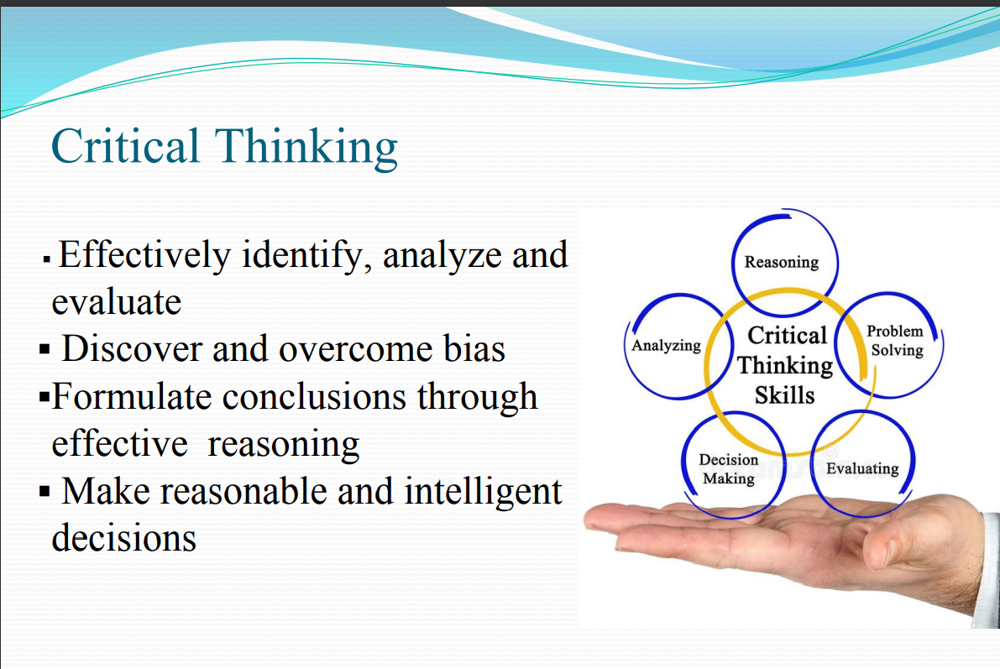 Critical Thinking
▪ Effectively identify, analyze and
evaluate
▪ Discover and overcome bias
▪Formulate conclusions through
effective  reasoning
▪ Make reasonable and intelligent
decisions
Reasoning
Analyzing
Critical
Thinking
Skills
Problem
Solving
Decision
Making
Evaluating